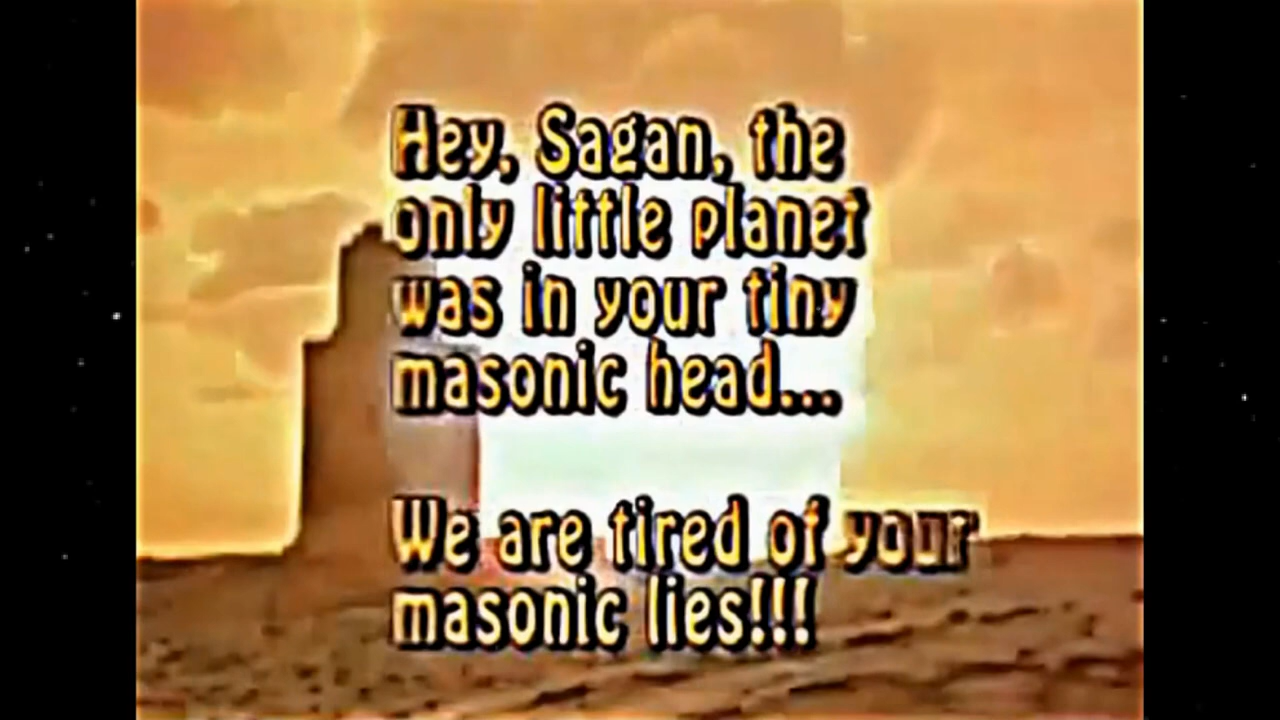 Hey, Sagan, the
only little planet
was in your tiny
masonic head...
We are tired of your
masonic lies!!!